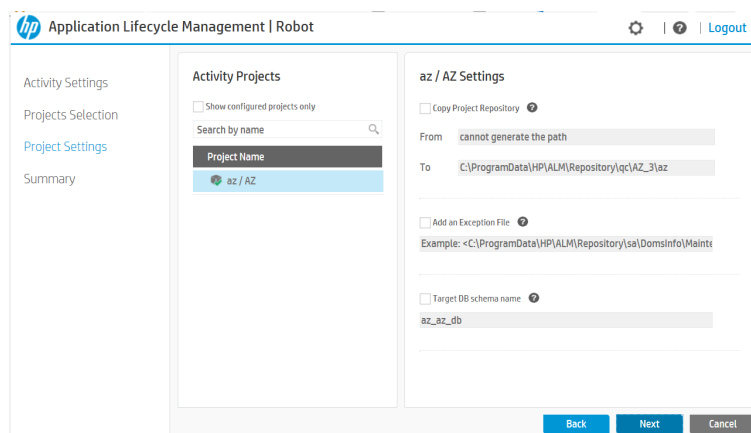 hp Application Lifecycle Management | Robot
| ? | Logout
Activity Settings
Projects Selection
Project Settings
Summary
Activity Projects
Show configured projects only
Search by name
Project Name
az / AZ
az / AZ Settings
Copy Project Repository ?
From cannot generate the path
To C:\ProgramData\HP\ALM\Repository\qc\AZ_3\az
Add an Exception File ?
Example: <C:\ProgramData\HP\ALM\Repository\sa\DomsInfo\Mainte
Target DB schema name ?
az_az_db
Back Next Cancel